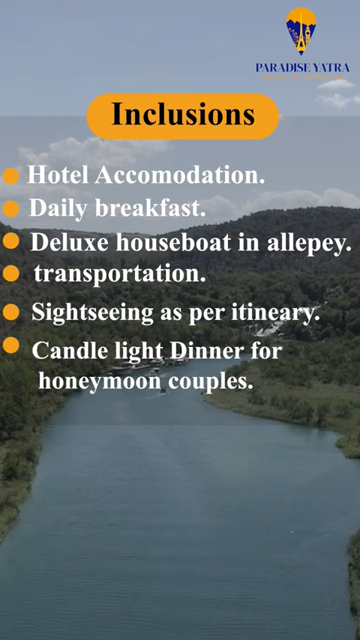 PARADISE YATRA
Inclusions
Hotel Accomodation.
Daily breakfast.
Deluxe houseboat in allepey.
transportation.
Sightseeing as per itineary.
Candle light Dinner for
honeymoon couples.